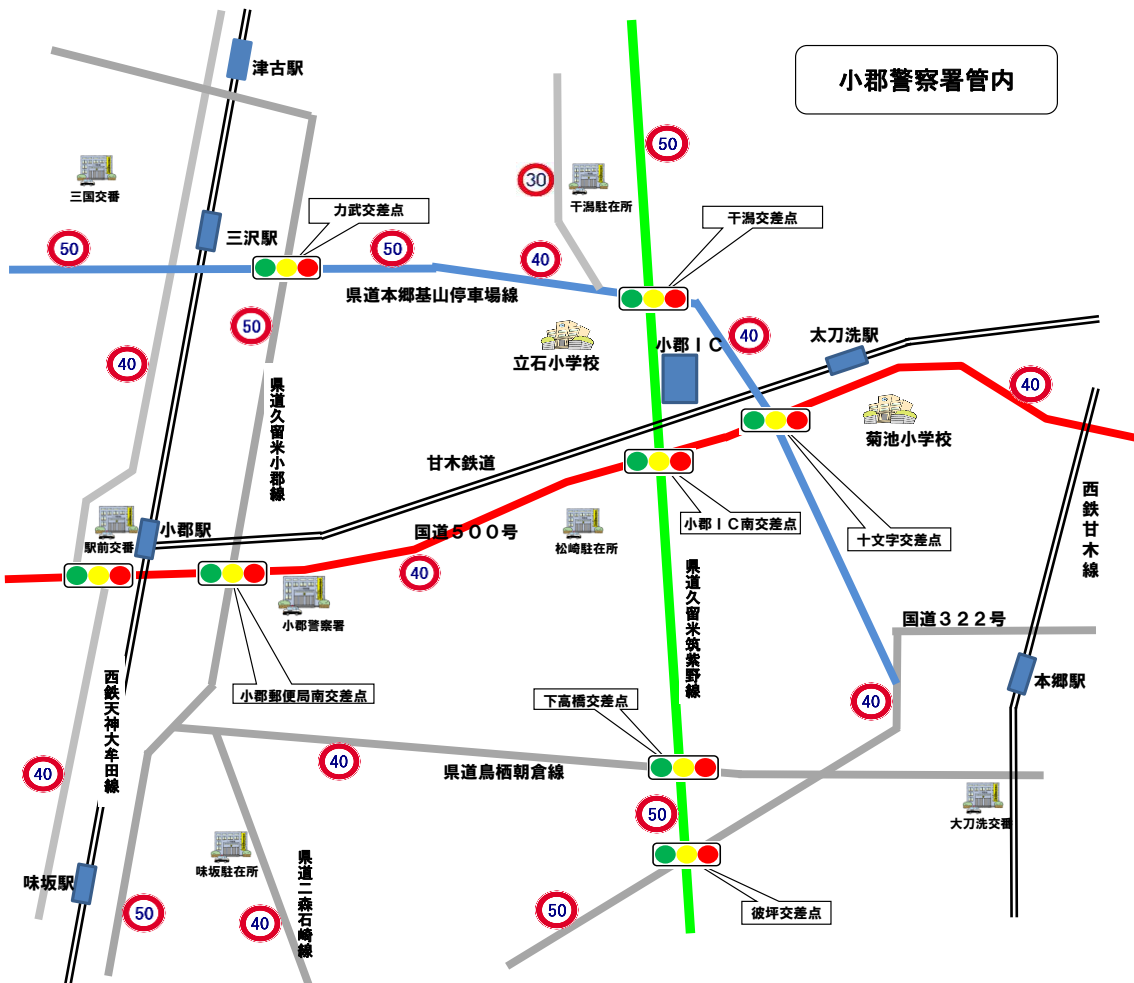 小郡警察署管内
津古駅
50
三国交番
30
干潟駐在所
力武交差点
干潟交差点
三沢駅
50
50
40
県道本郷基山停車場線
50
40
太刀洗駅
小郡IC
立石小学校
40
県道久留米小郡線
40
菊池小学校
甘木鉄道
西鉄甘木線
小郡IC南交差点
十文字交差点
小郡駅
国道500号
駅前交番
松崎駐在所
40
県道久留米筑紫野線
小郡警察署
国道322号
西鉄天神大牟田線
小郡郵便局南交差点
下高橋交差点
本郷駅
40
40
40
県道鳥栖朝倉線
50
大刀洗交番
味坂駐在所
味坂駅
県道二森石崎線
50
40
50
彼坪交差点